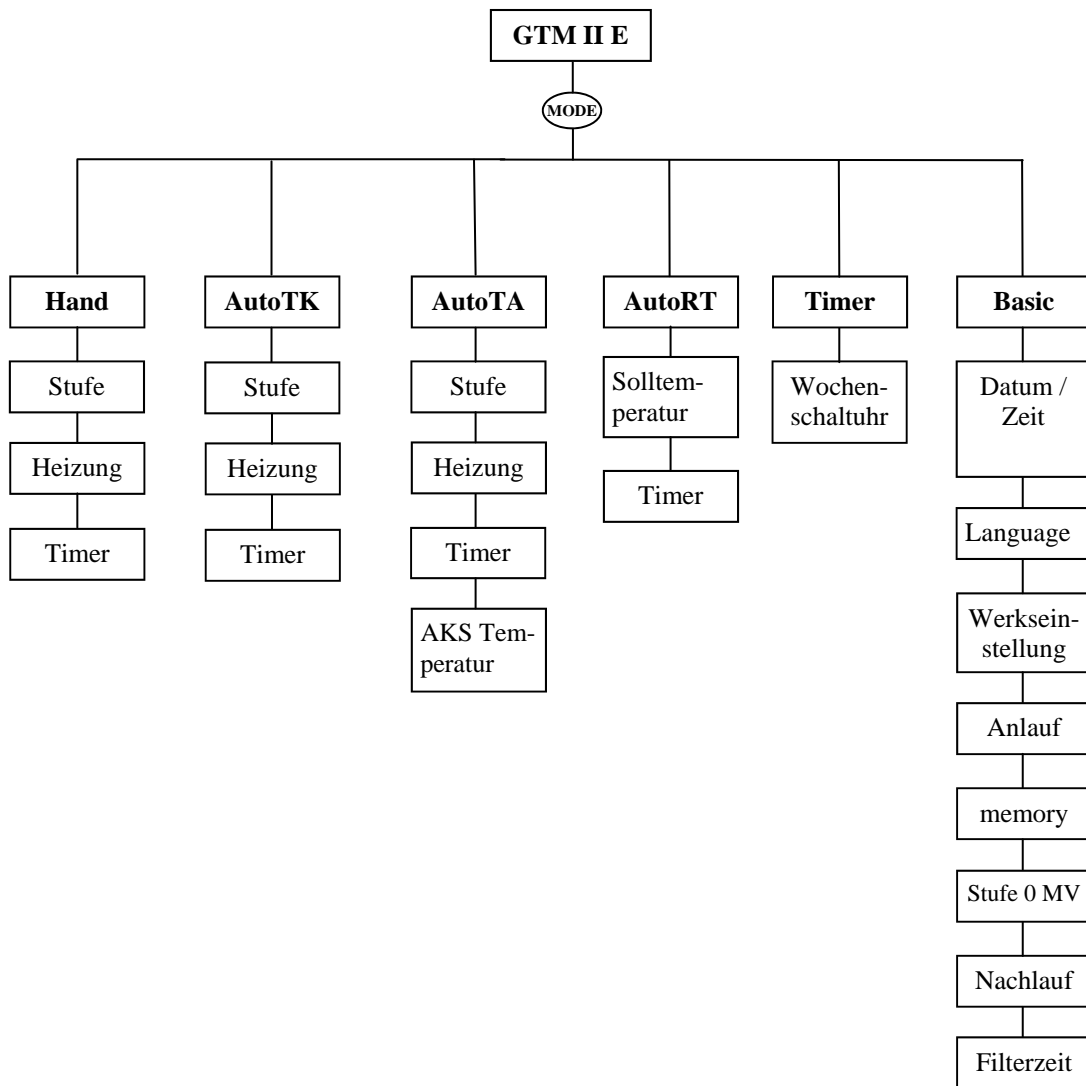 GTM II E
MODE
Hand
Stufe
Heizung
Timer
AutoTK
Stufe
Heizung
Timer
AutoTA
Stufe
Heizung
Timer
AKS Tem-
peratur
AutoRT
Solltem-
peratur
Timer
Timer
Wochen-
schaltuhr
Basic
Datum /
Zeit
Language
Werksein-
stellung
Anlauf
memory
Stufe 0 MV
Nachlauf
Filterzeit